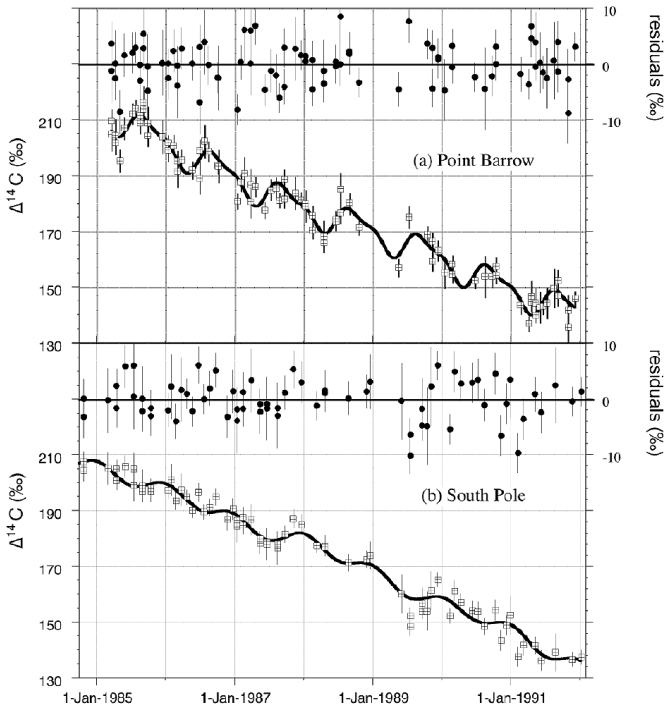 10
0
-10
residuals (‰)
210
190
170
150
130
Δ¹⁴C (‰)
(a) Point Barrow
10
0
-10
residuals (‰)
210
190
170
150
130
Δ¹⁴C (‰)
(b) South Pole
1-Jan-1985
1-Jan-1987
1-Jan-1989
1-Jan-1991